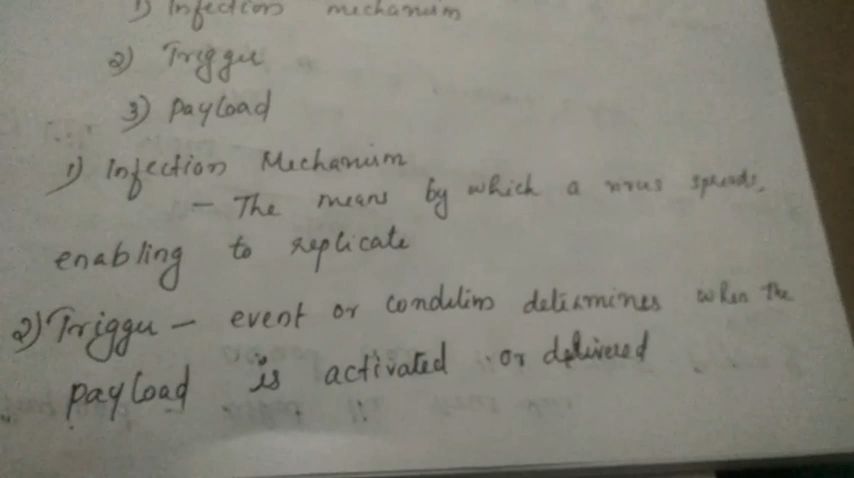 1) Infection mechanism
2) Trigger
3) Payload
1) Infection Mechanism
- The means by which a virus spreads,
enabling to replicate
2) Trigger - event or condition determines when the
payload is activated or delivered